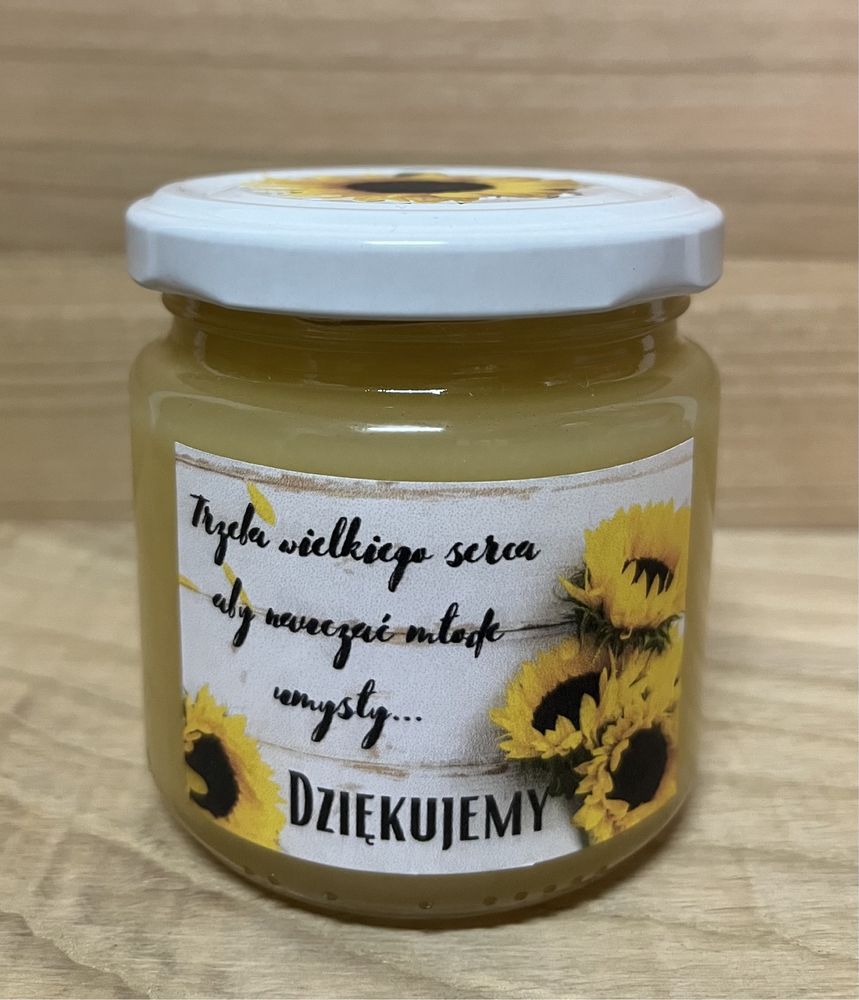 Trzeba wielkiego serca
aby nauczać młode
umysły...
DZIĘKUJEMY